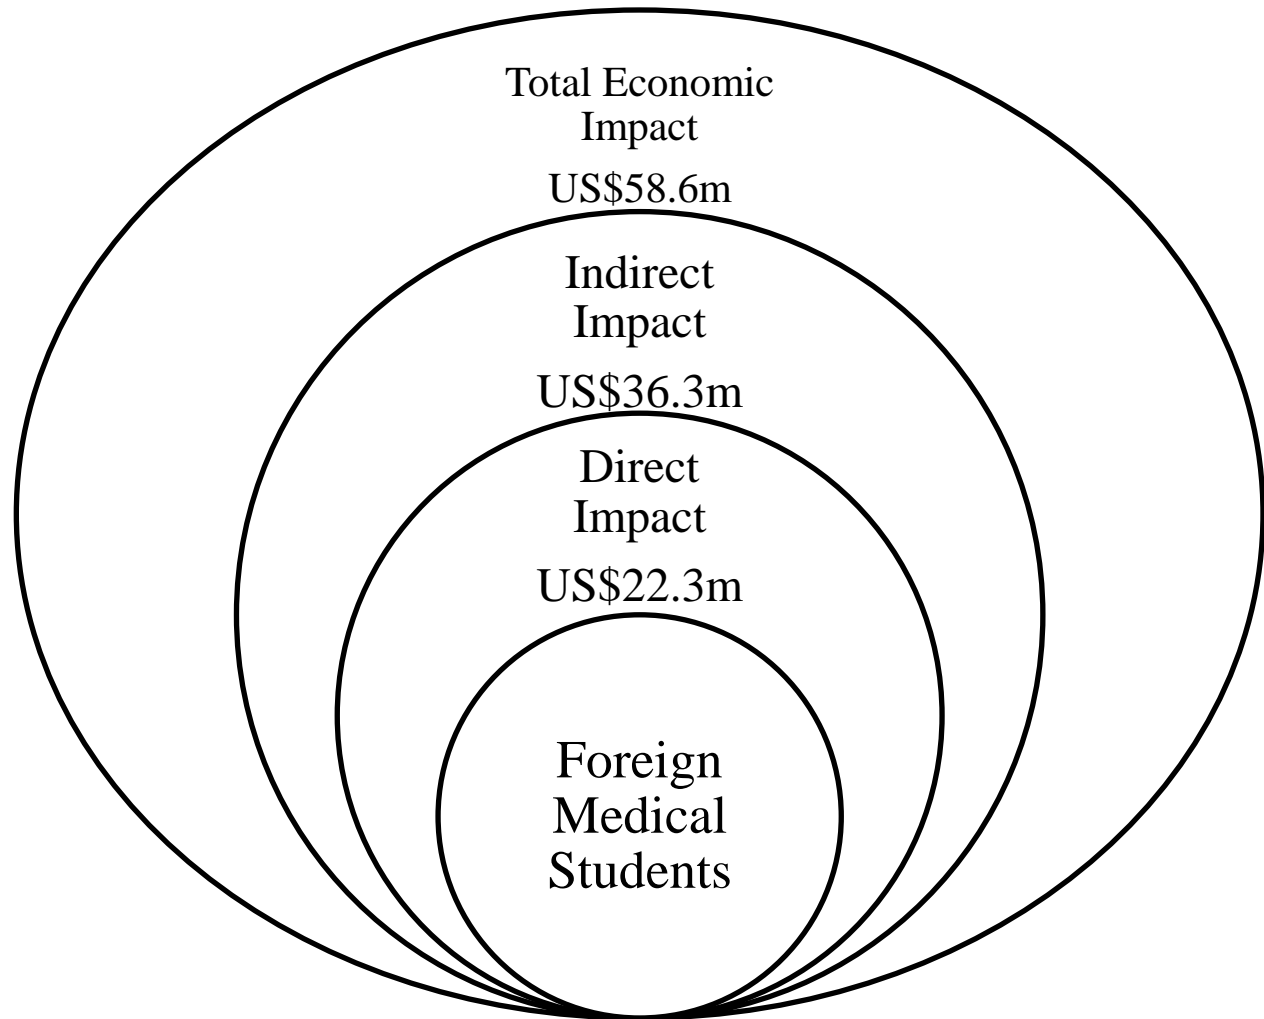 Total Economic
Impact
US$58.6m
Indirect
Impact
US$36.3m
Direct
Impact
US$22.3m
Foreign
Medical
Students